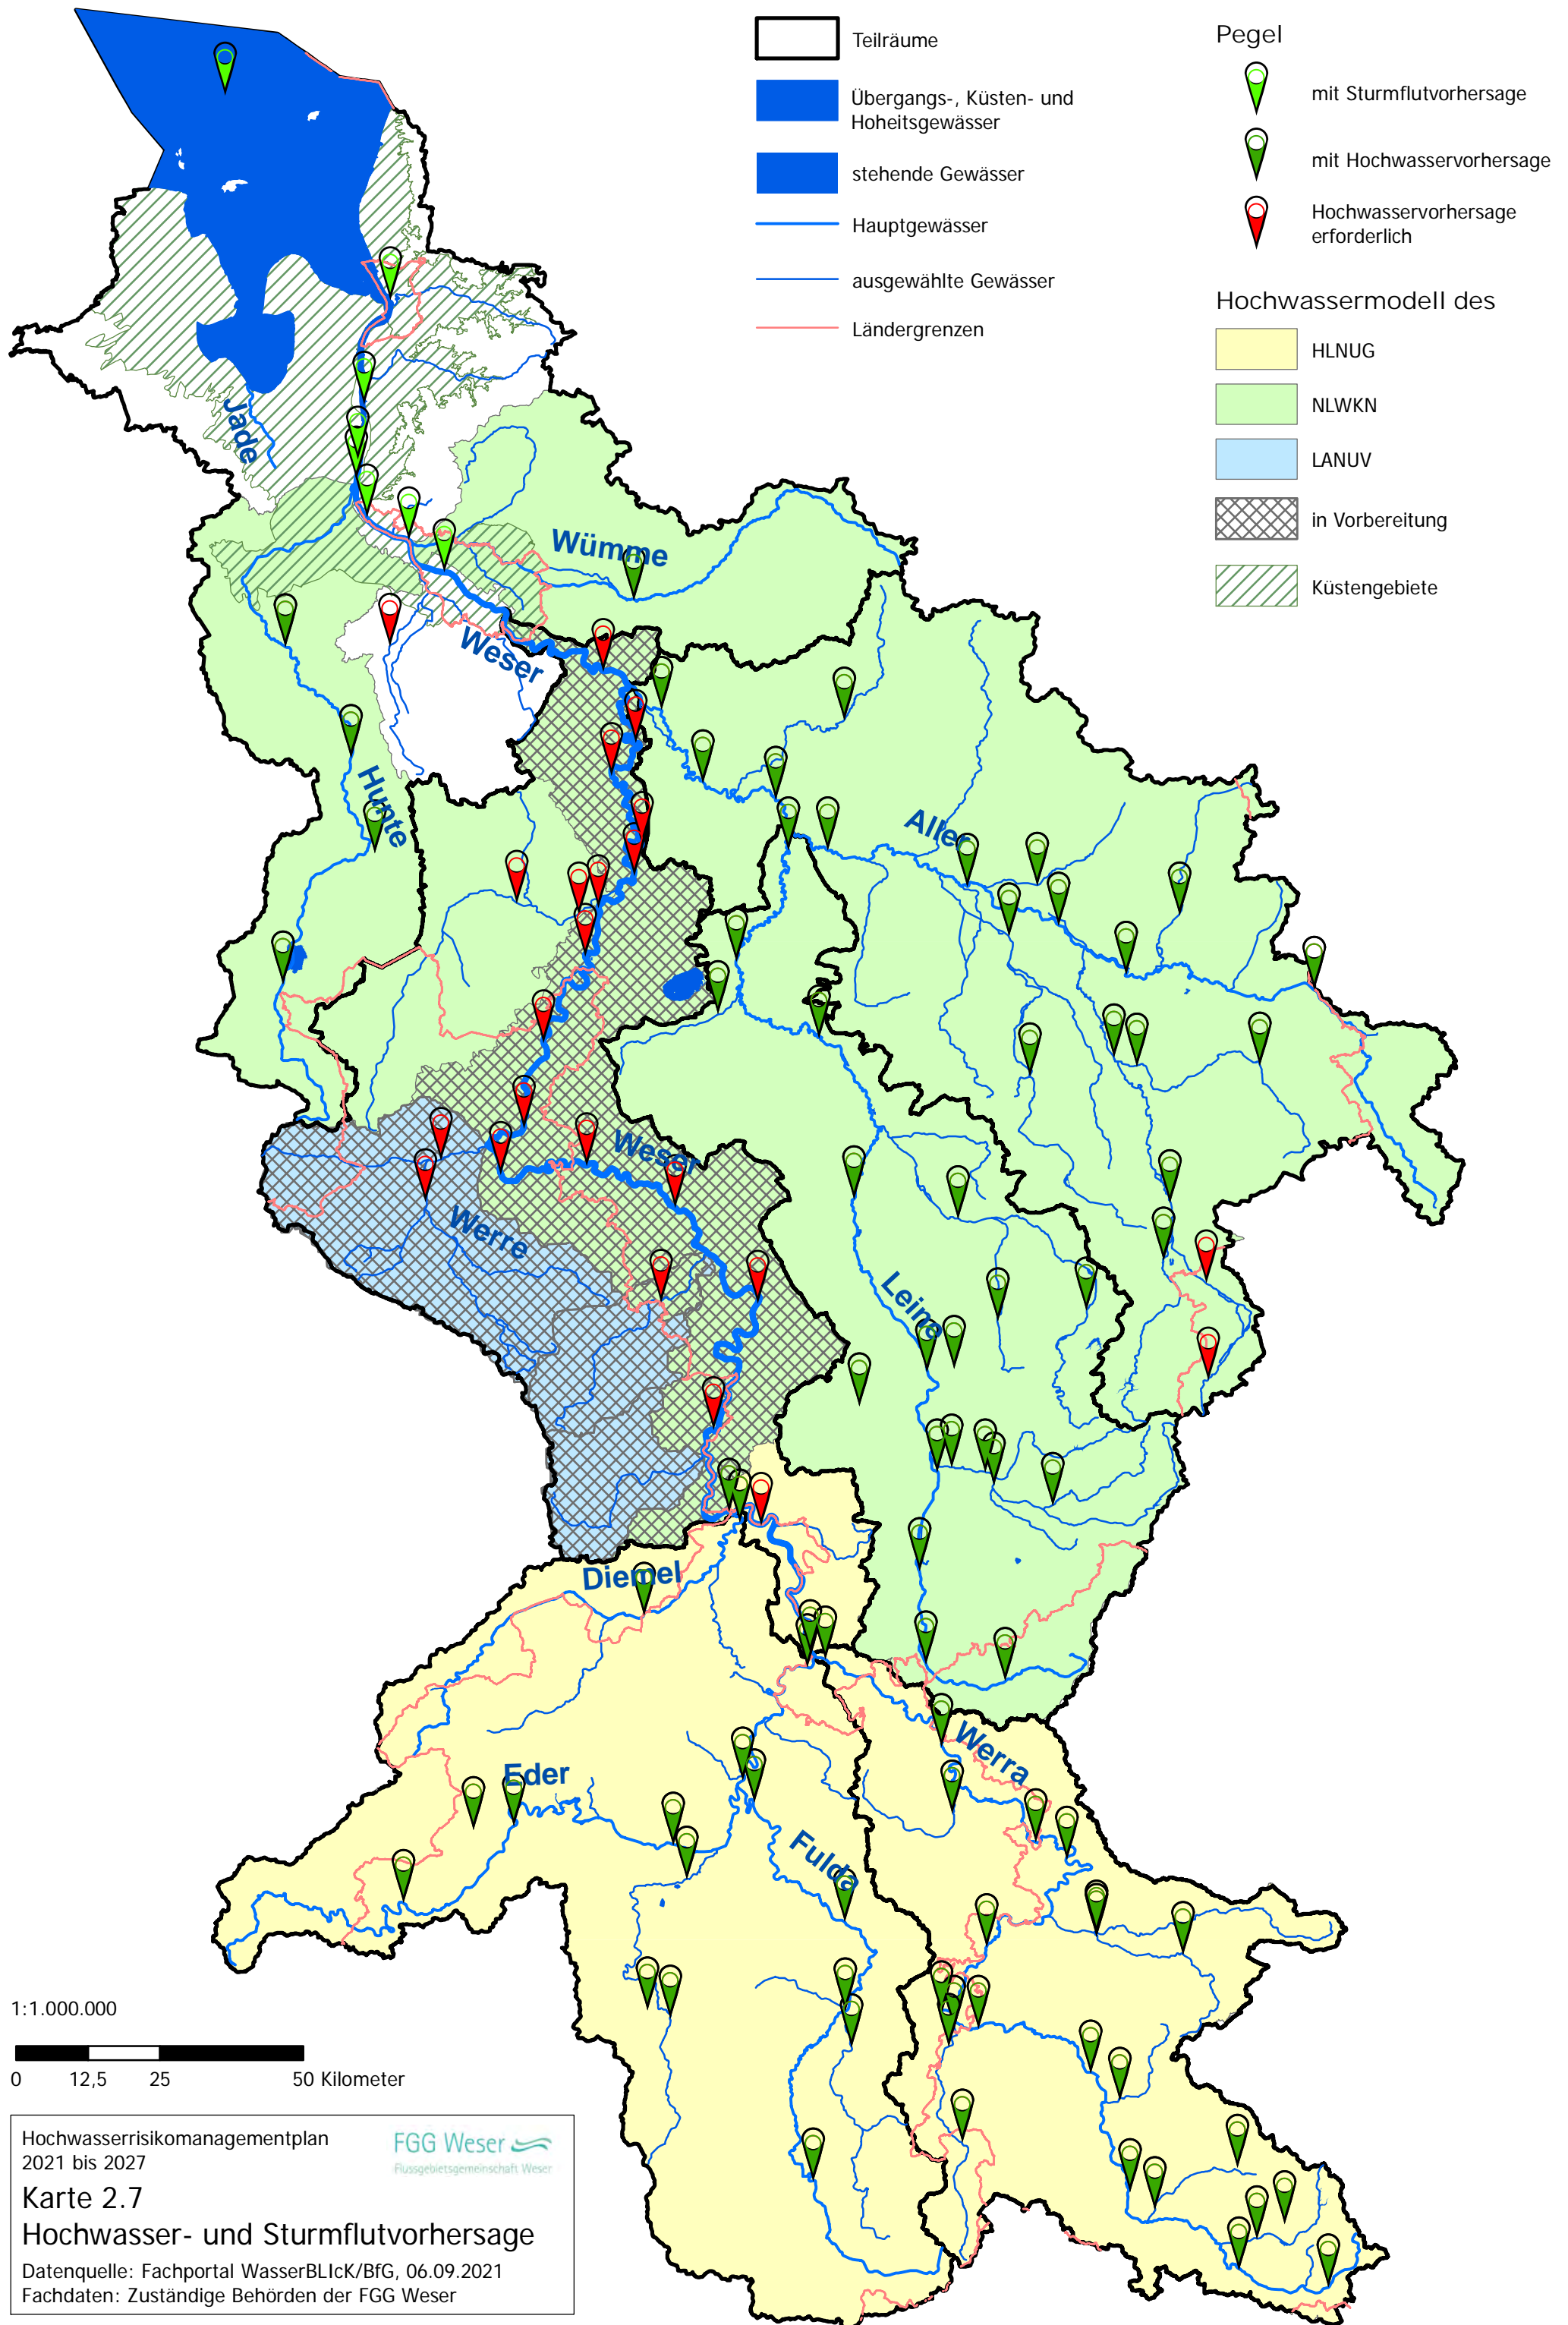 Teilräume
Übergangs-, Küsten- und
Hoheitsgewässer
stehende Gewässer
Hauptgewässer
ausgewählte Gewässer
Ländergrenzen
Pegel
mit Sturmflutvorhersage
mit Hochwasservorhersage
Hochwasservorhersage
erforderlich
Hochwassermodell des
HLNUG
NLWKN
LANUV
in Vorbereitung
Küstengebiete
Jade
Wümme
Weser
Hunte
Aller
Weser
Werre
Leine
Diemel
Werra
Eder
Fulda
1:1.000.000
0 12,5 25 50 Kilometer
Hochwasserrisikomanagementplan
2021 bis 2027
FGG Weser
Flussgebietsgemeinschaft Weser
Karte 2.7
Hochwasser- und Sturmflutvorhersage
Datenquelle: Fachportal WasserBLIcK/BfG, 06.09.2021
Fachdaten: Zuständige Behörden der FGG Weser